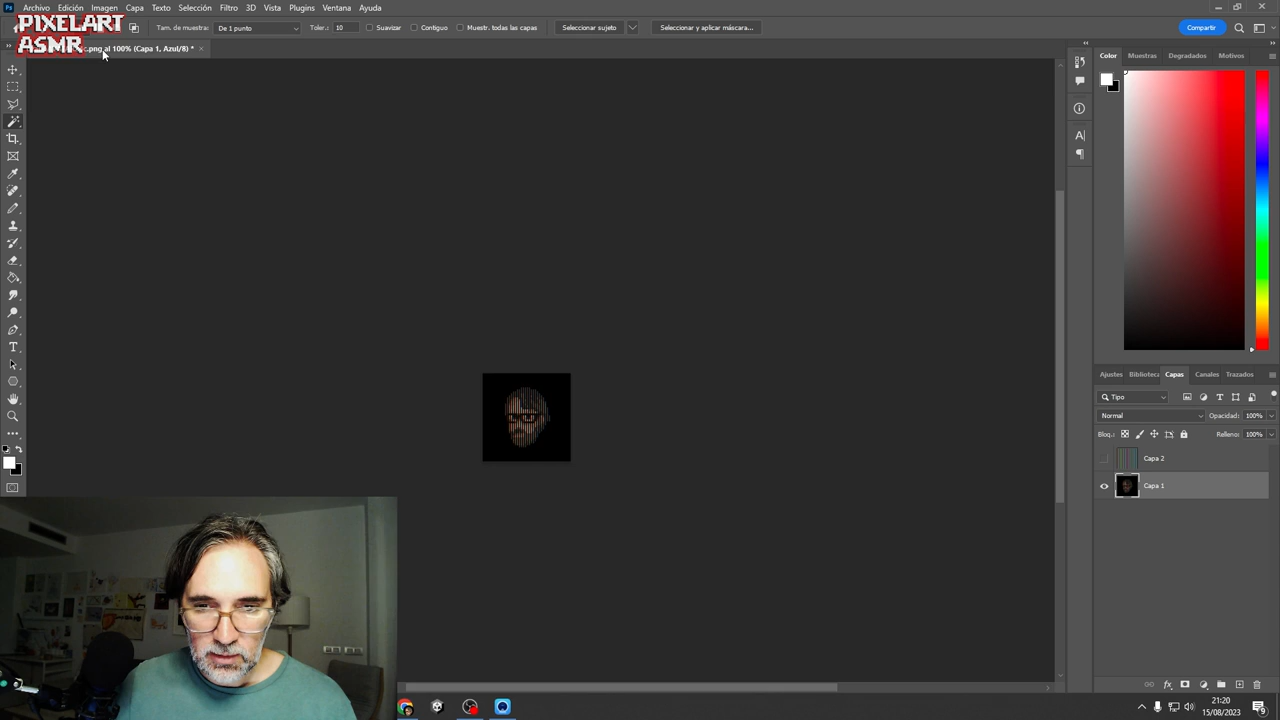 Archivo Edición Imagen Capa Texto Selección Filtro 3D Vista Plugins Ventana Ayuda
PIXELART
ASMR
Tam. de muestra: De 1 punto Toler.: 10 Suavizar Contiguo Muestr. todas las capas Seleccionar sujeto Seleccionar y aplicar máscara... Compartir
c.png al 100% (Capa 1, Azul/8) *
Color Muestras Degradados Motivos
Ajustes Bibliotec Capas Canales Trazados
Tipo
Normal Opacidad: 100%
Bloq.: Relleno: 100%
Capa 2
Capa 1
21:20
15/08/2023